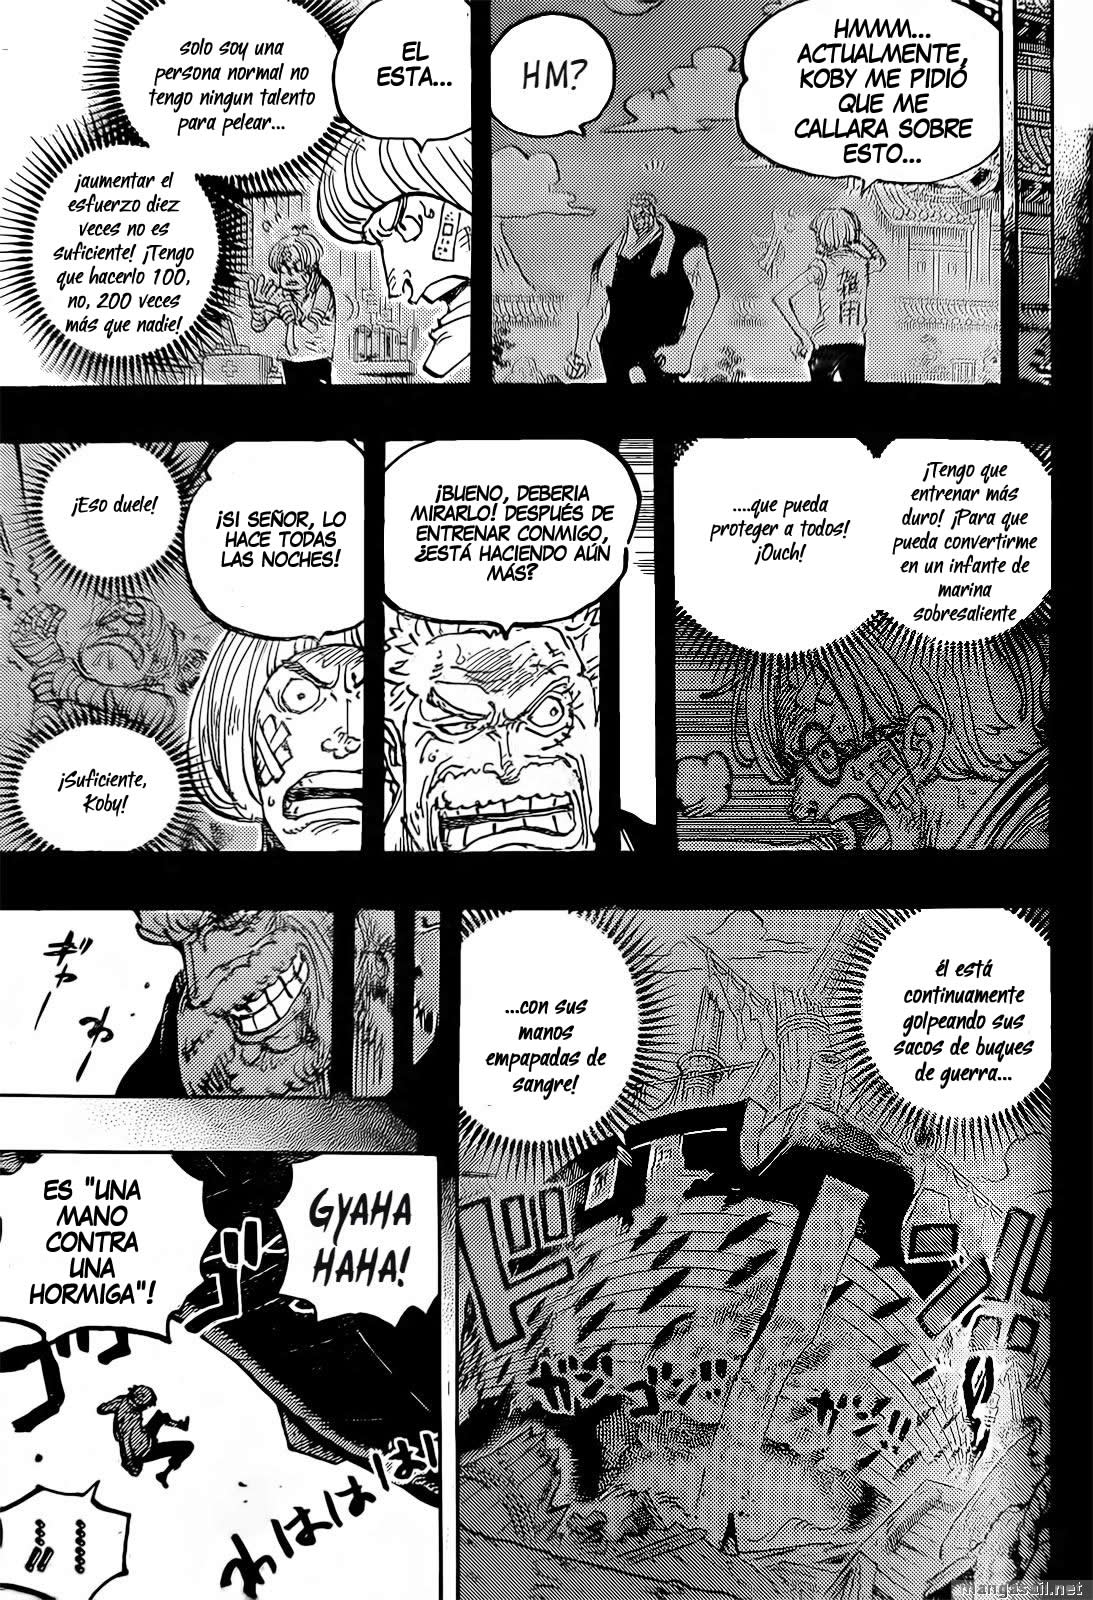 HMMM...
ACTUALMENTE,
KOBY ME PIDIÓ
QUE ME
CALLARA SOBRE
ESTO...
HM?
EL
ESTA...
solo soy una
persona normal no
tengo ningun talento
para pelear...
¡aumentar el
esfuerzo diez
veces no es
suficiente! ¡Tengo
que hacerlo 100,
no, 200 veces
más que nadie!
¡Tengo que
entrenar más
duro! ¡Para que
pueda convertirme
en un infante de
marina
sobresaliente
....que pueda
proteger a todos!
¡Ouch!
¡BUENO, DEBERIA
MIRARLO! DESPUÉS DE
ENTRENAR CONMIGO,
¿ESTÁ HACIENDO AÚN
MÁS?
¡SI SEÑOR, LO
HACE TODAS
LAS NOCHES!
¡Eso duele!
¡Suficiente,
Koby!
él está
continuamente
golpeando sus
sacos de buques
de guerra...
...con sus
manos
empapadas de
sangre!
GYAHA
HAHA!
ES "UNA
MANO
CONTRA
UNA
HORMIGA"!
わはははは
mangasail.net